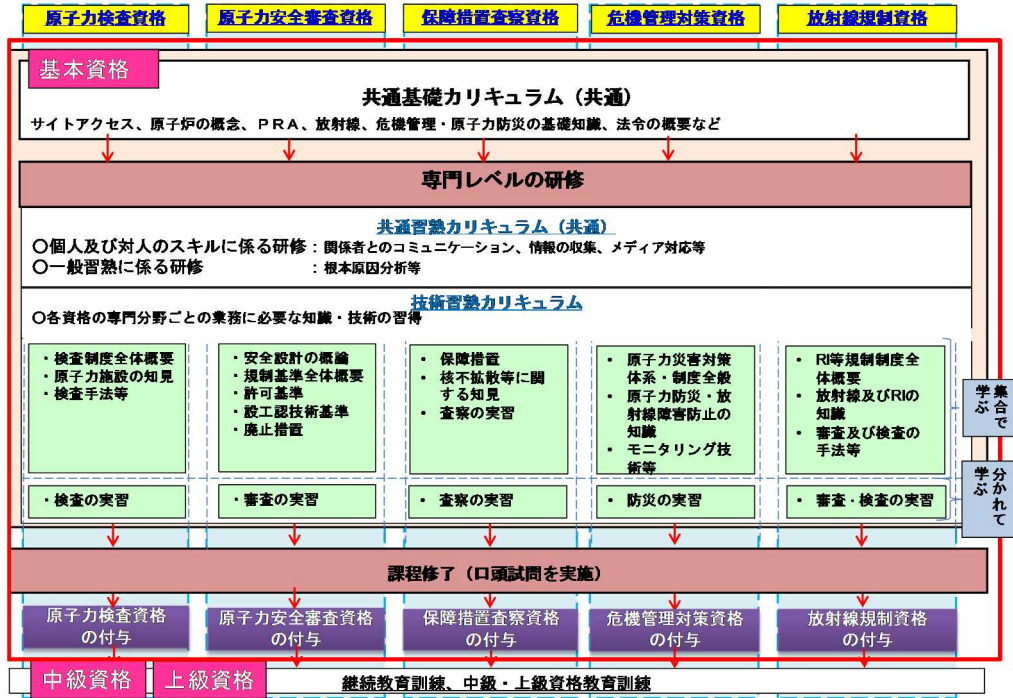 原子力検査資格
原子力安全審査資格
保障措置査察資格
危機管理対策資格
放射線規制資格
基本資格
共通基礎カリキュラム（共通）
サイトアクセス、原子炉の概念、ＰＲＡ、放射線、危機管理・原子力防災の基礎知識、法令の概要など
専門レベルの研修
共通習熟カリキュラム（共通）
○個人及び対人のスキルに係る研修：関係者とのコミュニケーション、情報の収集、メディア対応等
○一般習熟に係る研修　：根本原因分析等
技術習熟カリキュラム
○各資格の専門分野ごとの業務に必要な知識・技術の習得
・検査制度全体概要
・原子力施設の知見
・検査手法等
・安全設計の概論
・規制基準全体概要
・許可基準
・設工認技術基準
・廃止措置
• 保障措置
• 核不拡散等に関
する知見
• 査察の実習
• 原子力災害対策
体系・制度全般
• 原子力防災・放
射線障害防止の
知識
• モニタリング技
術等
• RI等規制制度全
体概要
• 放射線及びRIの
知識
• 審査及び検査の
手法等
集合で
学ぶ
・検査の実習
・審査の実習
• 査察の実習
• 防災の実習
• 審査・検査の実習
分かれて
学ぶ
課程修了（口頭試問を実施）
原子力検査資格
の付与
原子力安全審査資格
の付与
保障措置査察資格
の付与
危機管理対策資格
の付与
放射線規制資格
の付与
中級資格
上級資格
継続教育訓練、中級・上級資格教育訓練